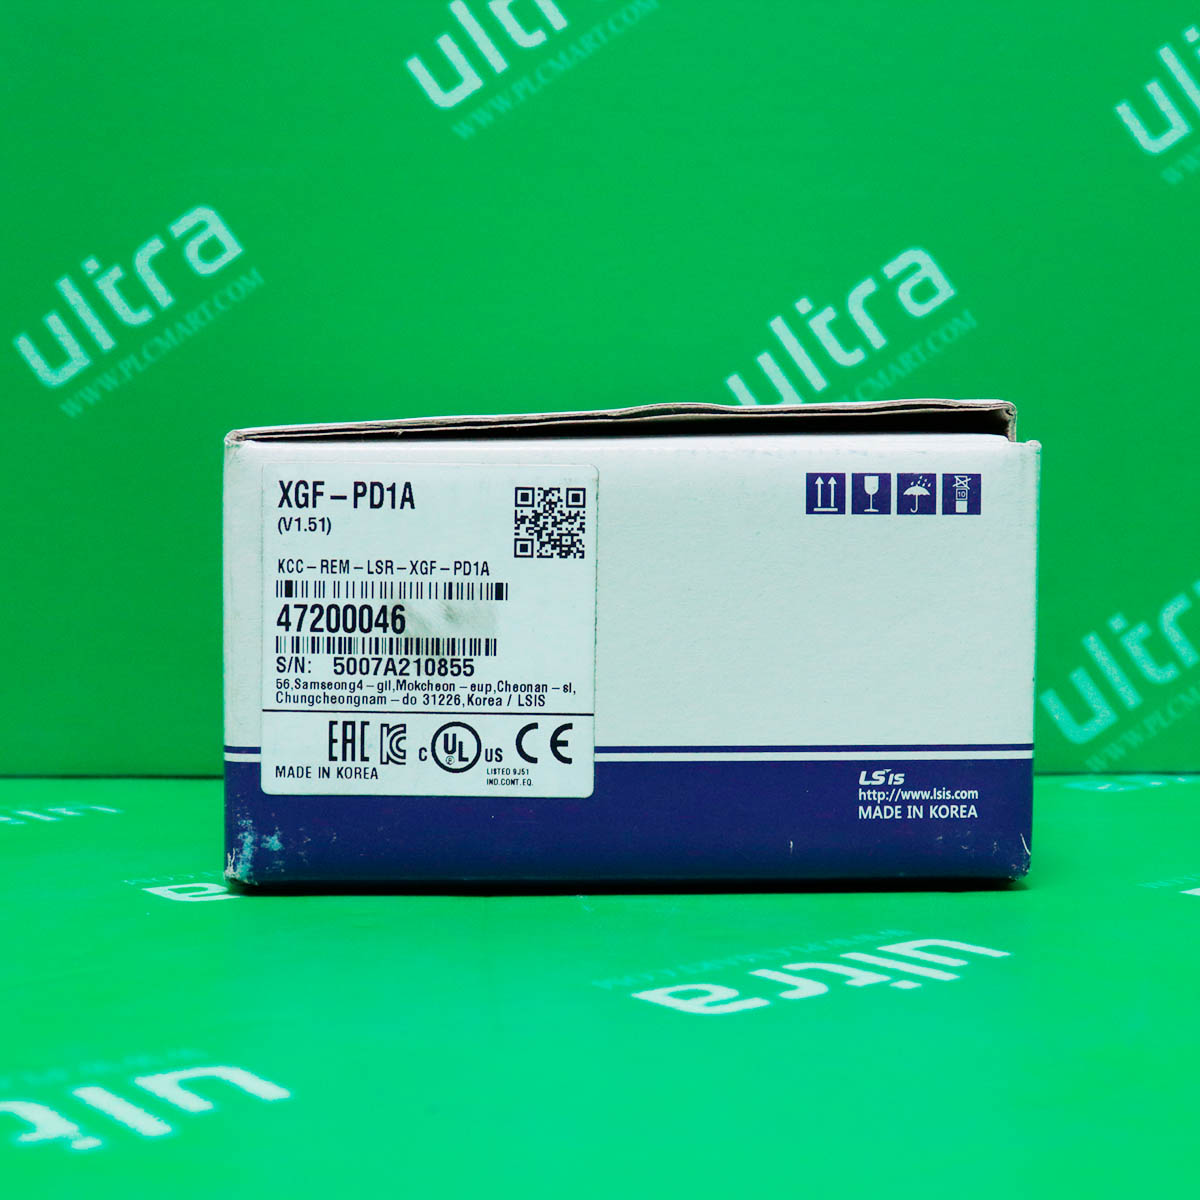 ultra
WWW.PLCMART.COM
ultra
ultra
WWW.PLCMART.COM
ultra
PLCMART.COM
XGF-PD1A
(V1.51)
KCC-REM-LSR-XGF-PD1A
47200046
S/N: 5007A210855
56,Samseong4-gil,Mokcheon-eup,Cheonan-si,
Chungcheongnam-do 31226,Korea / LSIS
EAC KC C UL US CE
MADE IN KOREA
LISTED 9J51
IND.CONT.EQ.
10
LSis
http://www.lsis.com
MADE IN KOREA
ultra
ultra
ultra